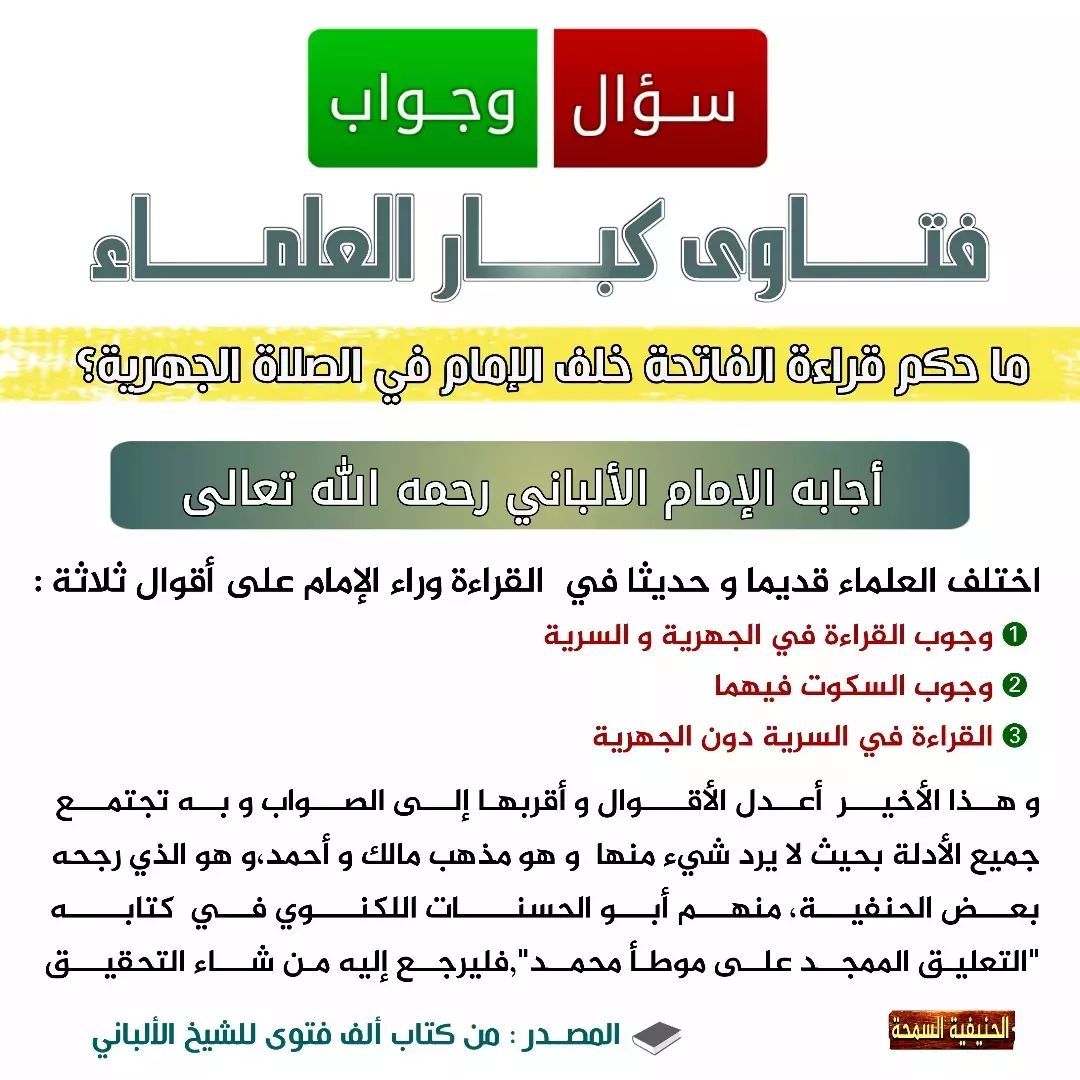 سؤال وجواب
فتاوى كبار العلماء
ما حكم قراءة الفاتحة خلف الإمام في الصلاة الجهرية؟
أجابه الإمام الألباني رحمه الله تعالى
اختلف العلماء قديما و حديثا في القراءة وراء الإمام على أقوال ثلاثة :
❶ وجوب القراءة في الجهرية و السرية
❷ وجوب السكوت فيهما
❸ القراءة في السرية دون الجهرية
و هذا الأخير أعدل الأقوال و أقربها إلى الصواب و به تجتمع
جميع الأدلة بحيث لا يرد شيء منها و هو مذهب مالك و أحمد،و هو الذي رجحه
بعض الحنفية، منهم أبو الحسنات اللكنوي في كتابه
"التعليق الممجد على موطأ محمد",فليرجع إليه من شاء التحقيق
المصدر : من كتاب ألف فتوى للشيخ الألباني
الحنيفية السمحة